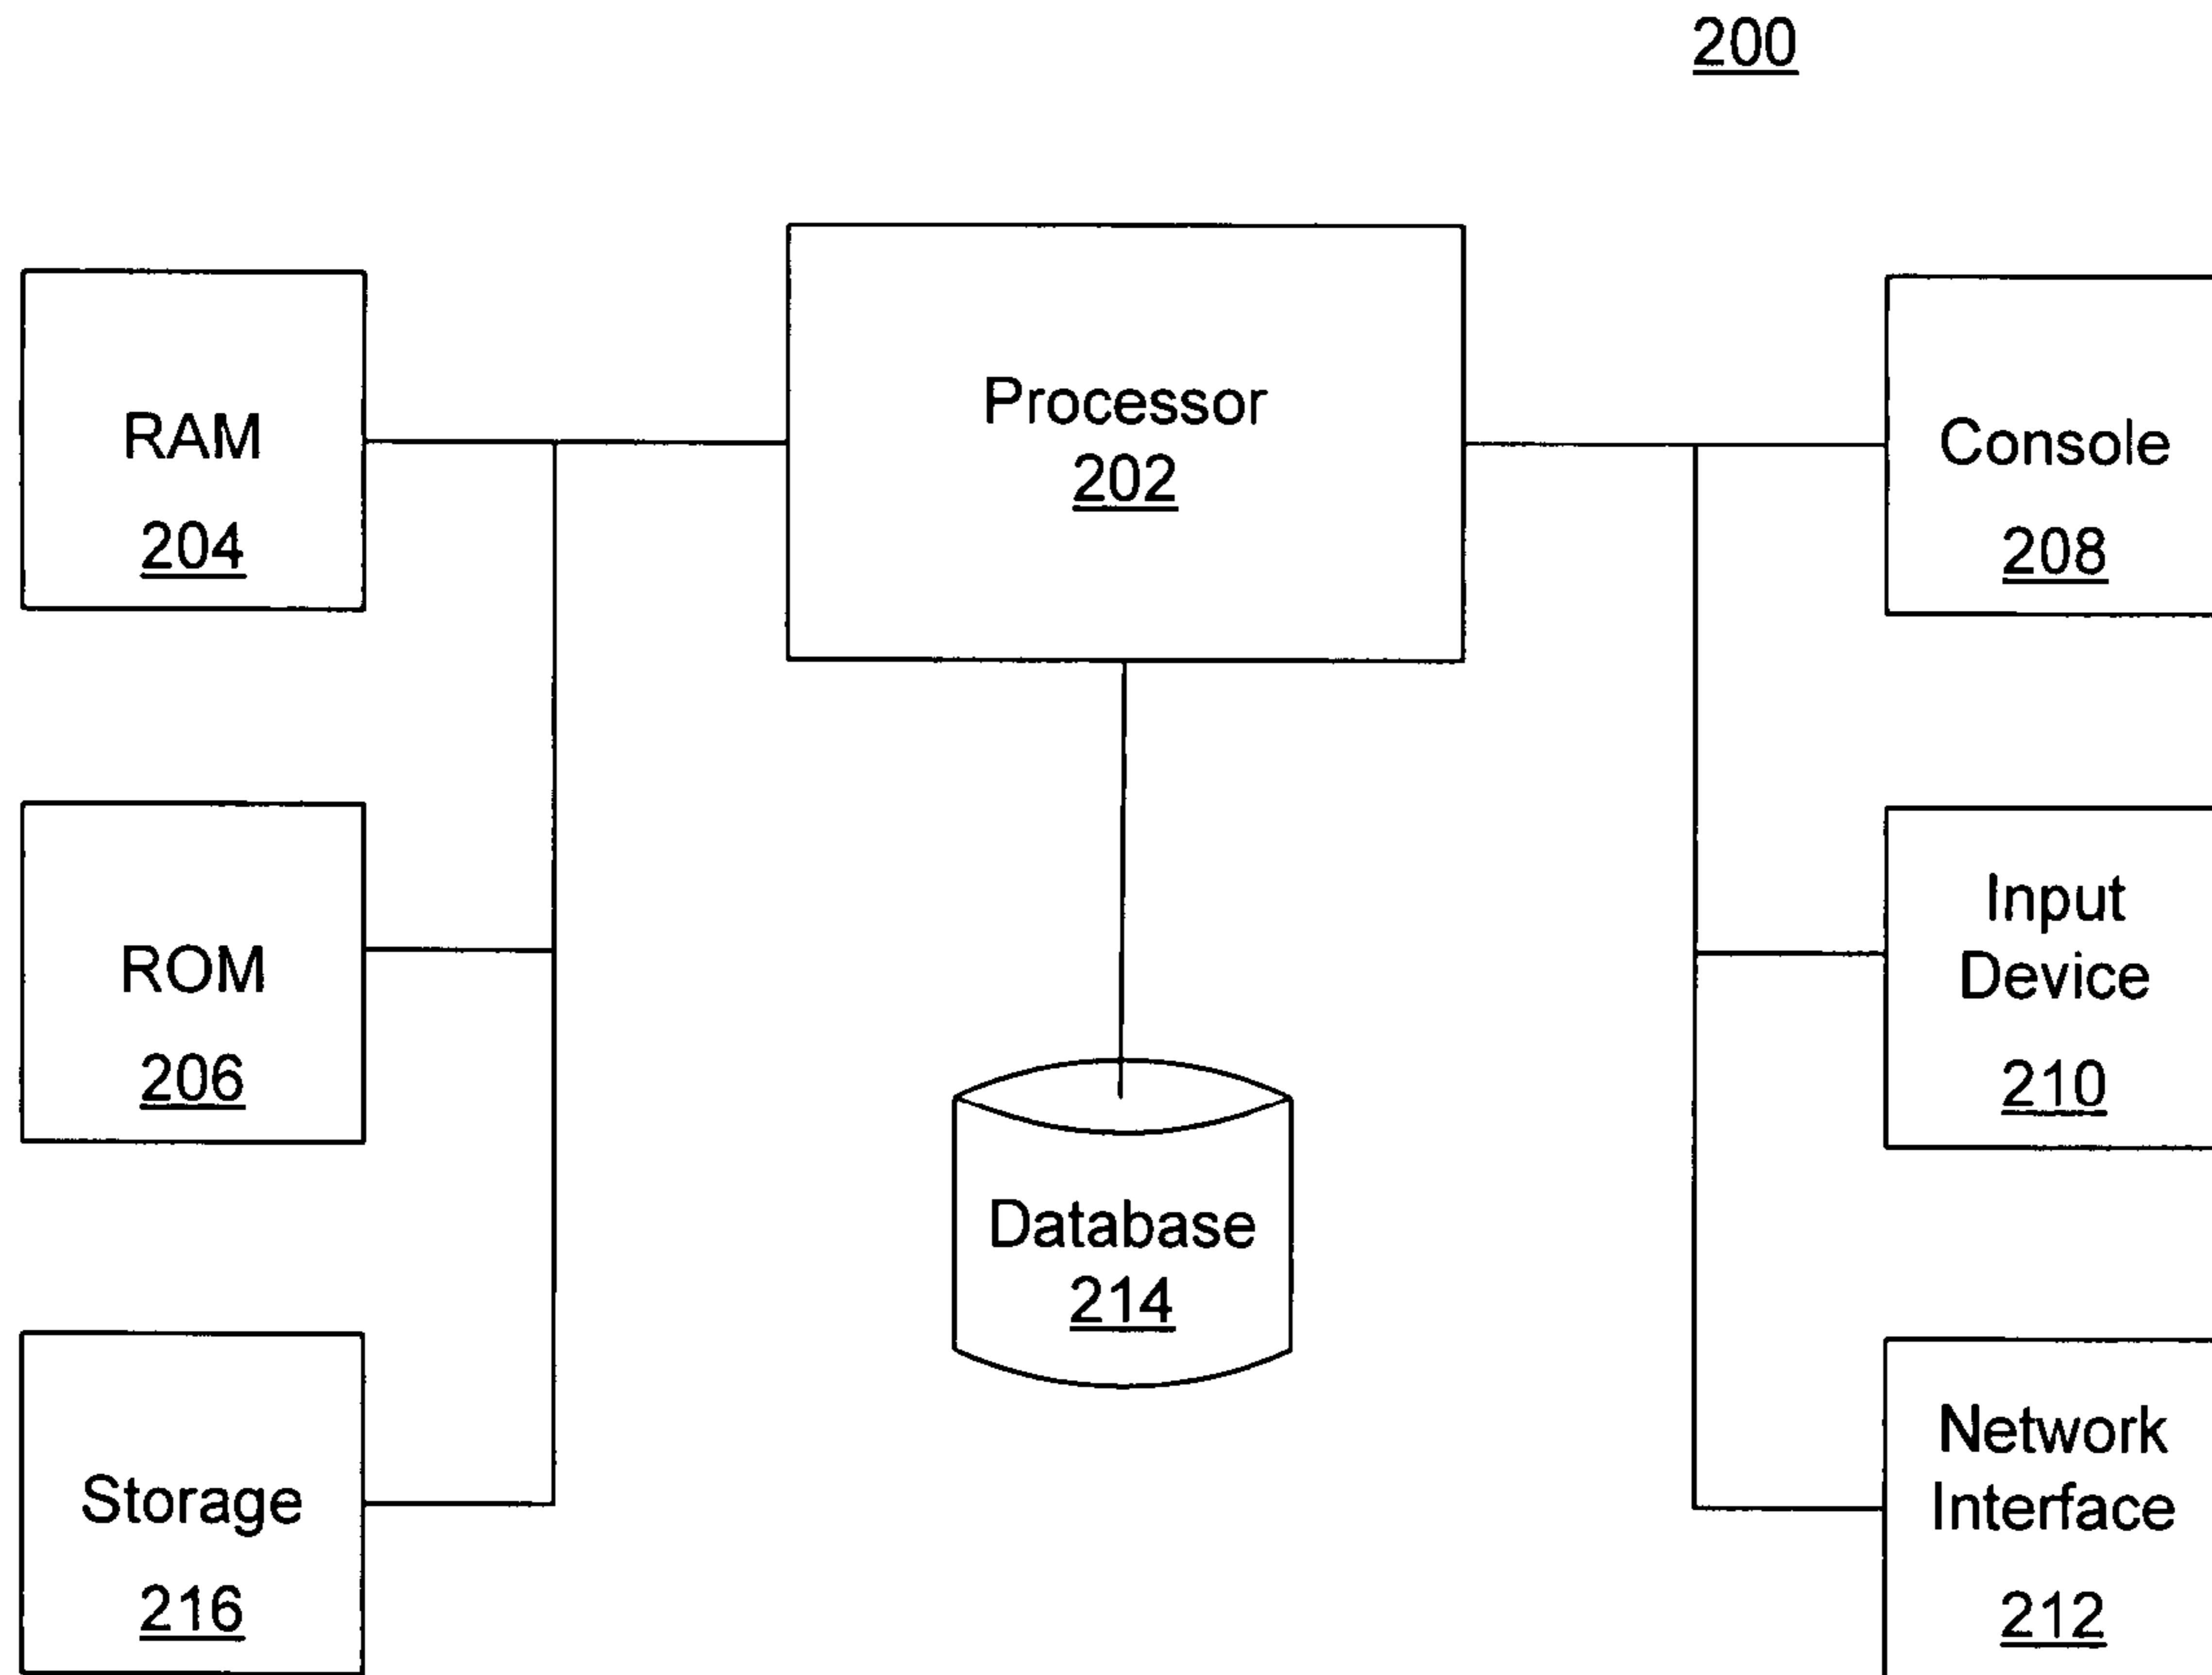 200
RAM
204
Processor
202
Console
208
ROM
206
Input
Device
210
Database
214
Storage
216
Network
Interface
212